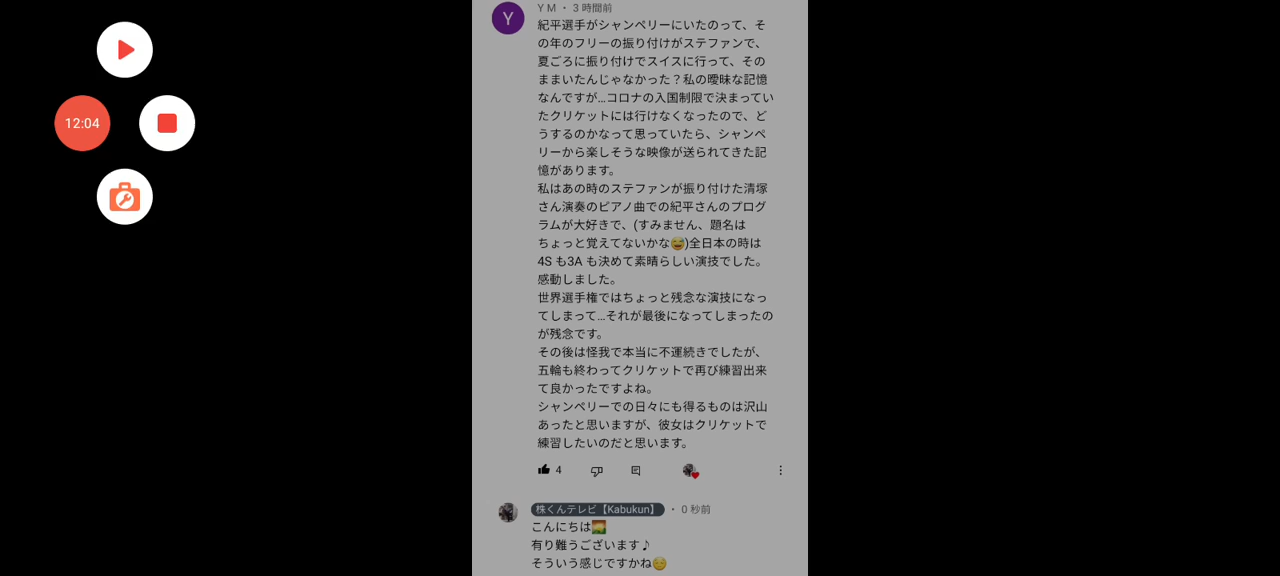 12:04
Y
Y M ・ 3 時間前
紀平選手がシャンペリーにいたのって、そ
の年のフリーの振り付けがステファンで、
夏ごろに振り付けでスイスに行って、その
ままいたんじゃなかった？私の曖昧な記憶
なんですが…コロナの入国制限で決まってい
たクリケットには行けなくなったので、ど
うするのかなって思っていたら、シャンペ
リーから楽しそうな映像が送られてきた記
憶があります。
私はあの時のステファンが振り付けた清塚
さん演奏のピアノ曲での紀平さんのプログ
ラムが大好きで、(すみません、題名は
ちょっと覚えてないかな😅)全日本の時は
4S も3A も決めて素晴らしい演技でした。
感動しました。
世界選手権ではちょっと残念な演技になっ
てしまって…それが最後になってしまったの
が残念です。
その後は怪我で本当に不運続きでしたが、
五輪も終わってクリケットで再び練習出来
て良かったですよね。
シャンペリーでの日々にも得るものは沢山
あったと思いますが、彼女はクリケットで
練習したいのだと思います。
4
株くんテレビ【Kabukun】 ・ 0 秒前
こんにちは🌄
有り難うございます♪
そういう感じですかね😊